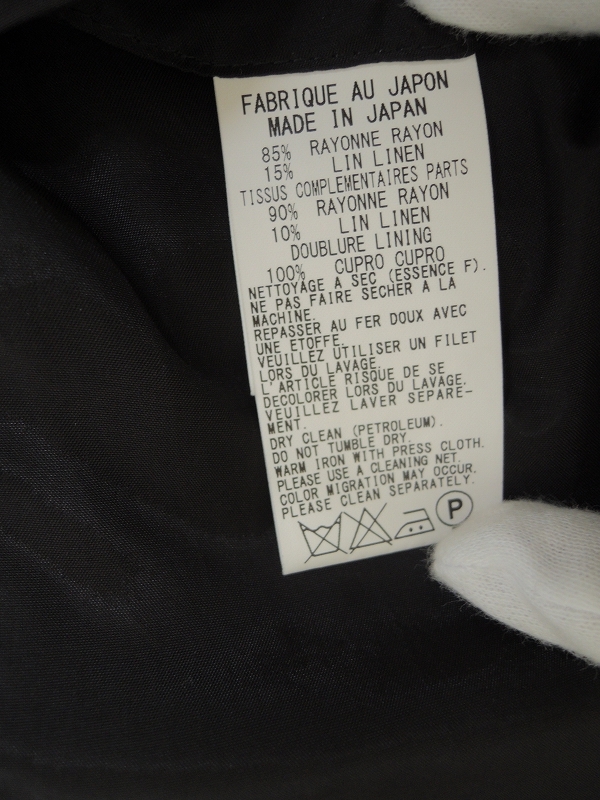 FABRIQUE AU JAPON
MADE IN JAPAN
85% RAYONNE RAYON
15% LIN LINEN
TISSUS COMPLEMENTAIRES PARTS
90% RAYONNE RAYON
10% LIN LINEN
DOUBLURE LINING
100% CUPRO CUPRO
NETTOYAGE A SEC (ESSENCE F).
NE PAS FAIRE SECHER A LA
MACHINE.
REPASSER AU FER DOUX AVEC
UNE ETOFFE.
VEUILLEZ UTILISER UN FILET
LORS DU LAVAGE.
L'ARTICLE RISQUE DE SE
DECOLORER LORS DU LAVAGE.
VEUILLEZ LAVER SEPARE-
MENT.
DRY CLEAN (PETROLEUM).
DO NOT TUMBLE DRY.
WARM IRON WITH PRESS CLOTH.
PLEASE USE A CLEANING NET.
COLOR MIGRATION MAY OCCUR.
PLEASE CLEAN SEPARATELY.
P